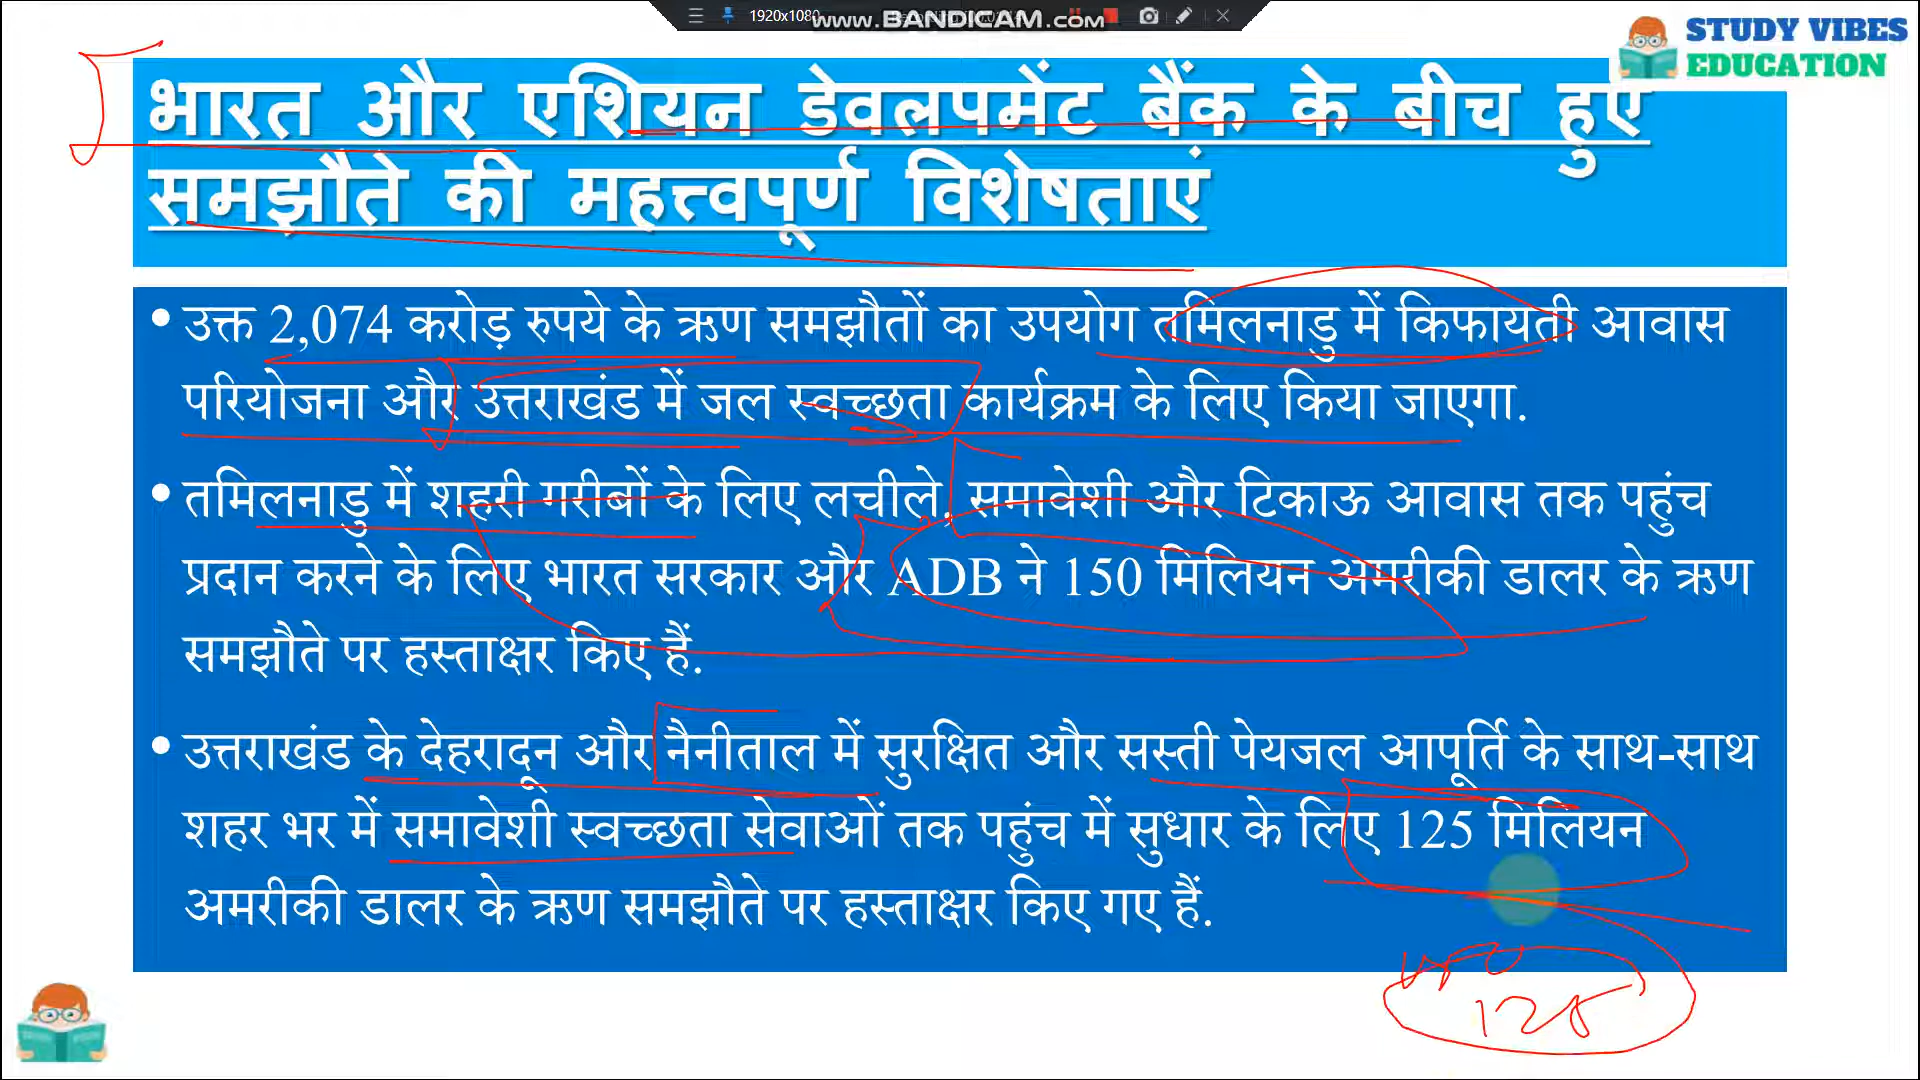 1920x1080
www.BANDICAM.com
STUDY VIBES
EDUCATION
भारत और एशियन डेवलपमेंट बैंक के बीच हुए
समझौते की महत्त्वपूर्ण विशेषताएं
• उक्त 2,074 करोड़ रुपये के ऋण समझौतों का उपयोग तमिलनाडु में किफायती आवास
परियोजना और उत्तराखंड में जल स्वच्छता कार्यक्रम के लिए किया जाएगा.
• तमिलनाडु में शहरी गरीबों के लिए लचीले, समावेशी और टिकाऊ आवास तक पहुंच
प्रदान करने के लिए भारत सरकार और ADB ने 150 मिलियन अमरीकी डालर के ऋण
समझौते पर हस्ताक्षर किए हैं.
• उत्तराखंड के देहरादून और नैनीताल में सुरक्षित और सस्ती पेयजल आपूर्ति के साथ-साथ
शहर भर में समावेशी स्वच्छता सेवाओं तक पहुंच में सुधार के लिए 125 मिलियन
अमरीकी डालर के ऋण समझौते पर हस्ताक्षर किए गए हैं.
125